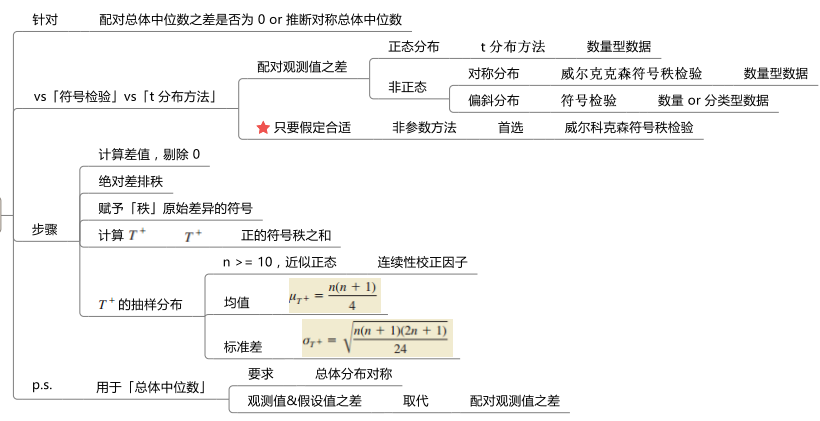 针对 配对总体中位数之差是否为 0 or 推断对称总体中位数
vs「符号检验」vs「t 分布方法」
配对观测值之差
正态分布 t 分布方法 数量型数据
非正态
对称分布 威尔克克森符号秩检验 数量型数据
偏斜分布 符号检验 数量 or 分类型数据
只要假定合适 非参数方法 首选 威尔科克森符号秩检验
步骤
计算差值，剔除 0
绝对差排秩
赋予「秩」原始差异的符号
计算 T⁺ T⁺ 正的符号秩之和
T⁺ 的抽样分布
n >= 10，近似正态 连续性校正因子
均值 μ_T⁺ = n(n + 1)/4
标准差 σ_T⁺ = √(n(n + 1)(2n + 1)/24)
p.s. 用于「总体中位数」
要求 总体分布对称
观测值&假设值之差 取代 配对观测值之差